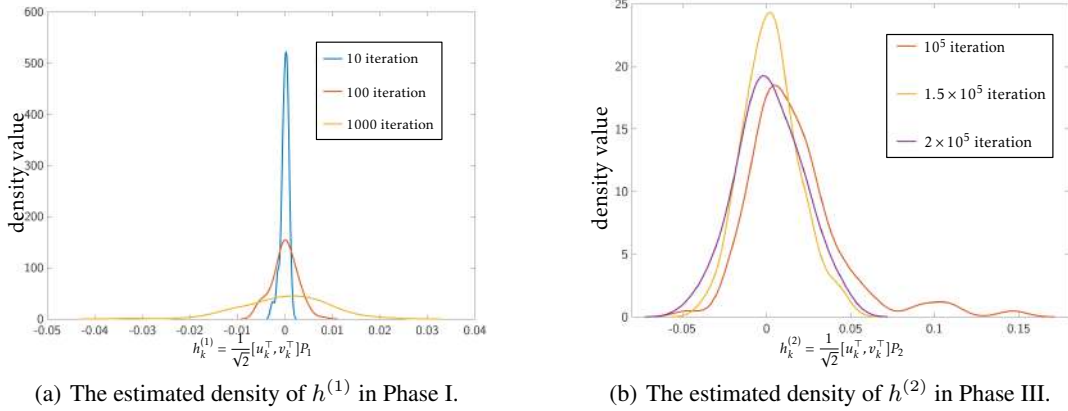 600
500
400
300
200
100
0
density value
10 iteration
100 iteration
1000 iteration
-0.05 -0.04 -0.03 -0.02 -0.01 0 0.01 0.02 0.03 0.04
h_k^{(1)} = \frac{1}{\sqrt{2}}[u_k^⊤, v_k^⊤]P_1
(a) The estimated density of h^{(1)} in Phase I.
25
20
15
10
5
0
density value
10^5 iteration
1.5×10^5 iteration
2×10^5 iteration
-0.05 0 0.05 0.1 0.15
h_k^{(2)} = \frac{1}{\sqrt{2}}[u_k^⊤, v_k^⊤]P_2
(b) The estimated density of h^{(2)} in Phase III.